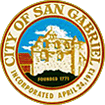 CITY OF SAN GABRIEL
FOUNDED 1771
INCORPORATED APRIL 24, 1913